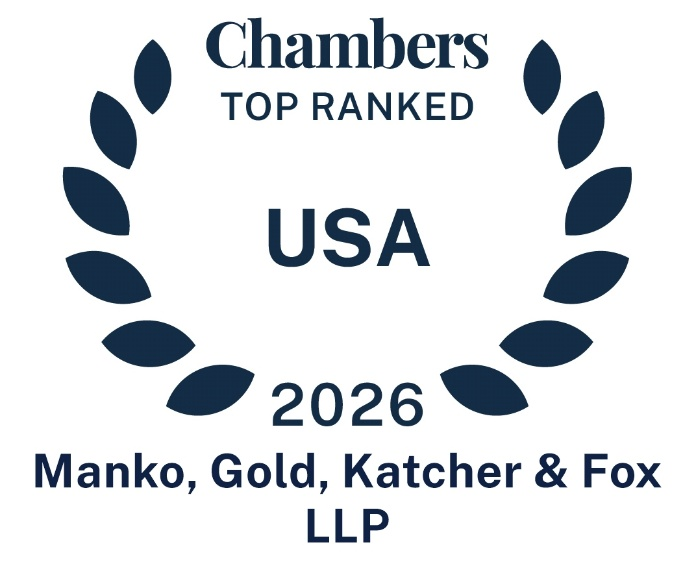 Chambers
TOP RANKED
USA
2026
Manko, Gold, Katcher & Fox
LLP